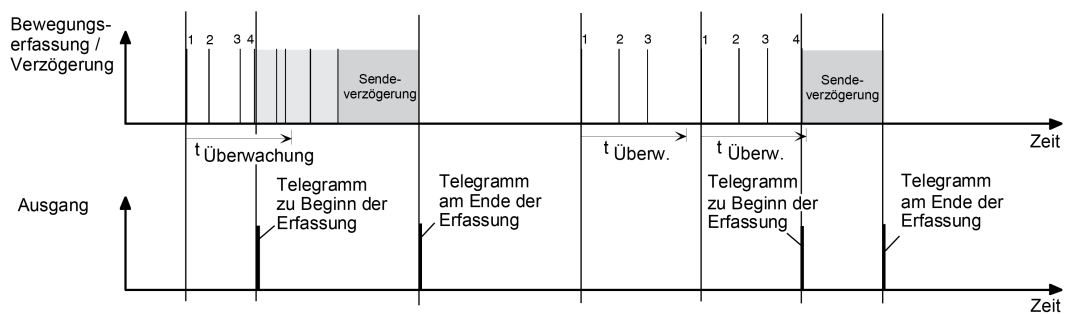 Bewegungs-
erfassung /
Verzögerung
1 2 3 4
1 2 3
1 2 3 4
Sende-
verzögerung
Sende-
verzögerung
Zeit
t Überwachung
t Überw.
t Überw.
Ausgang
Telegramm
zu Beginn der
Erfassung
Telegramm
am Ende der
Erfassung
Telegramm
zu Beginn der
Erfassung
Telegramm
am Ende der
Erfassung
Zeit